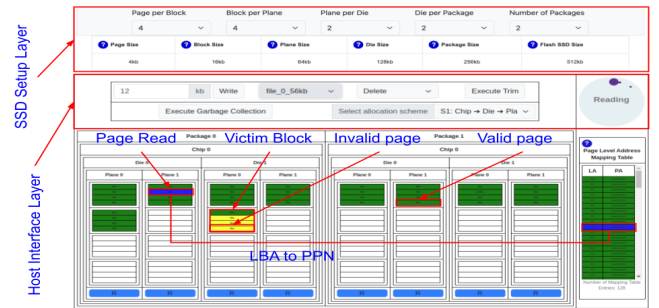 Page per Block
Block per Plane
Plane per Die
Die per Package
Number of Packages
4
4
2
2
2
? Page Size
? Block Size
? Plane Size
? Die Size
? Package Size
? Flash SSD Size
4kb
16kb
64kb
128kb
256kb
512kb
SSD Setup Layer
12
kb
Write
file_0_56kb
Delete
Execute Trim
Execute Garbage Collection
Select allocation scheme
S1: Chip → Die → Pla
Reading
Host Interface Layer
Page Read
Package 0
Victim Block
Invalid page
Package 1
Valid page
Chip 0
Chip 0
Die 0
Die 1
Die 0
Die 1
Plane 0
Plane 1
Plane 0
Plane 1
Plane 0
Plane 1
Plane 0
Plane 1
LBA to PPN
?
Page Level Address
Mapping Table
LA
PA
Number of Mapping Table
Entries: 128